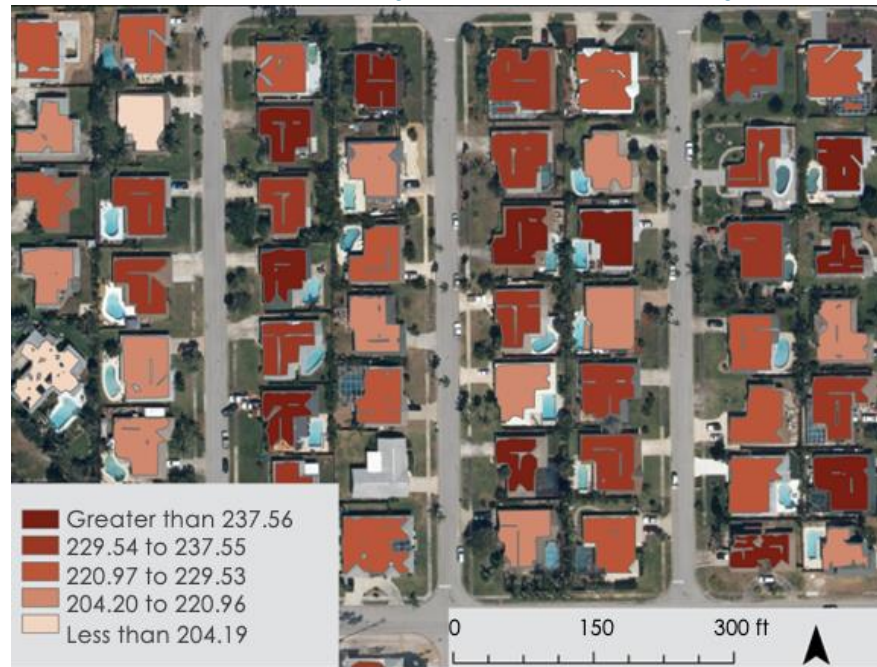 Greater than 237.56
229.54 to 237.55
220.97 to 229.53
204.20 to 220.96
Less than 204.19
0 150 300 ft